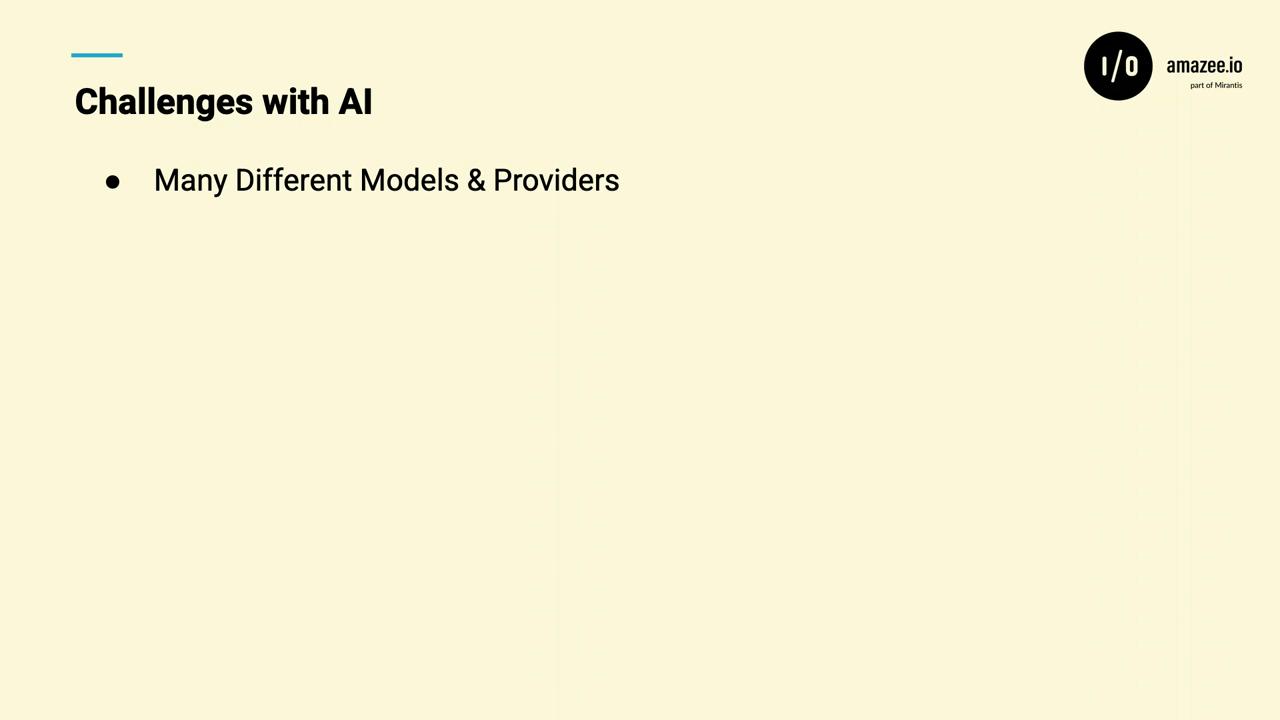 I/O
amazee.io
part of Mirantis
Challenges with AI
● Many Different Models & Providers